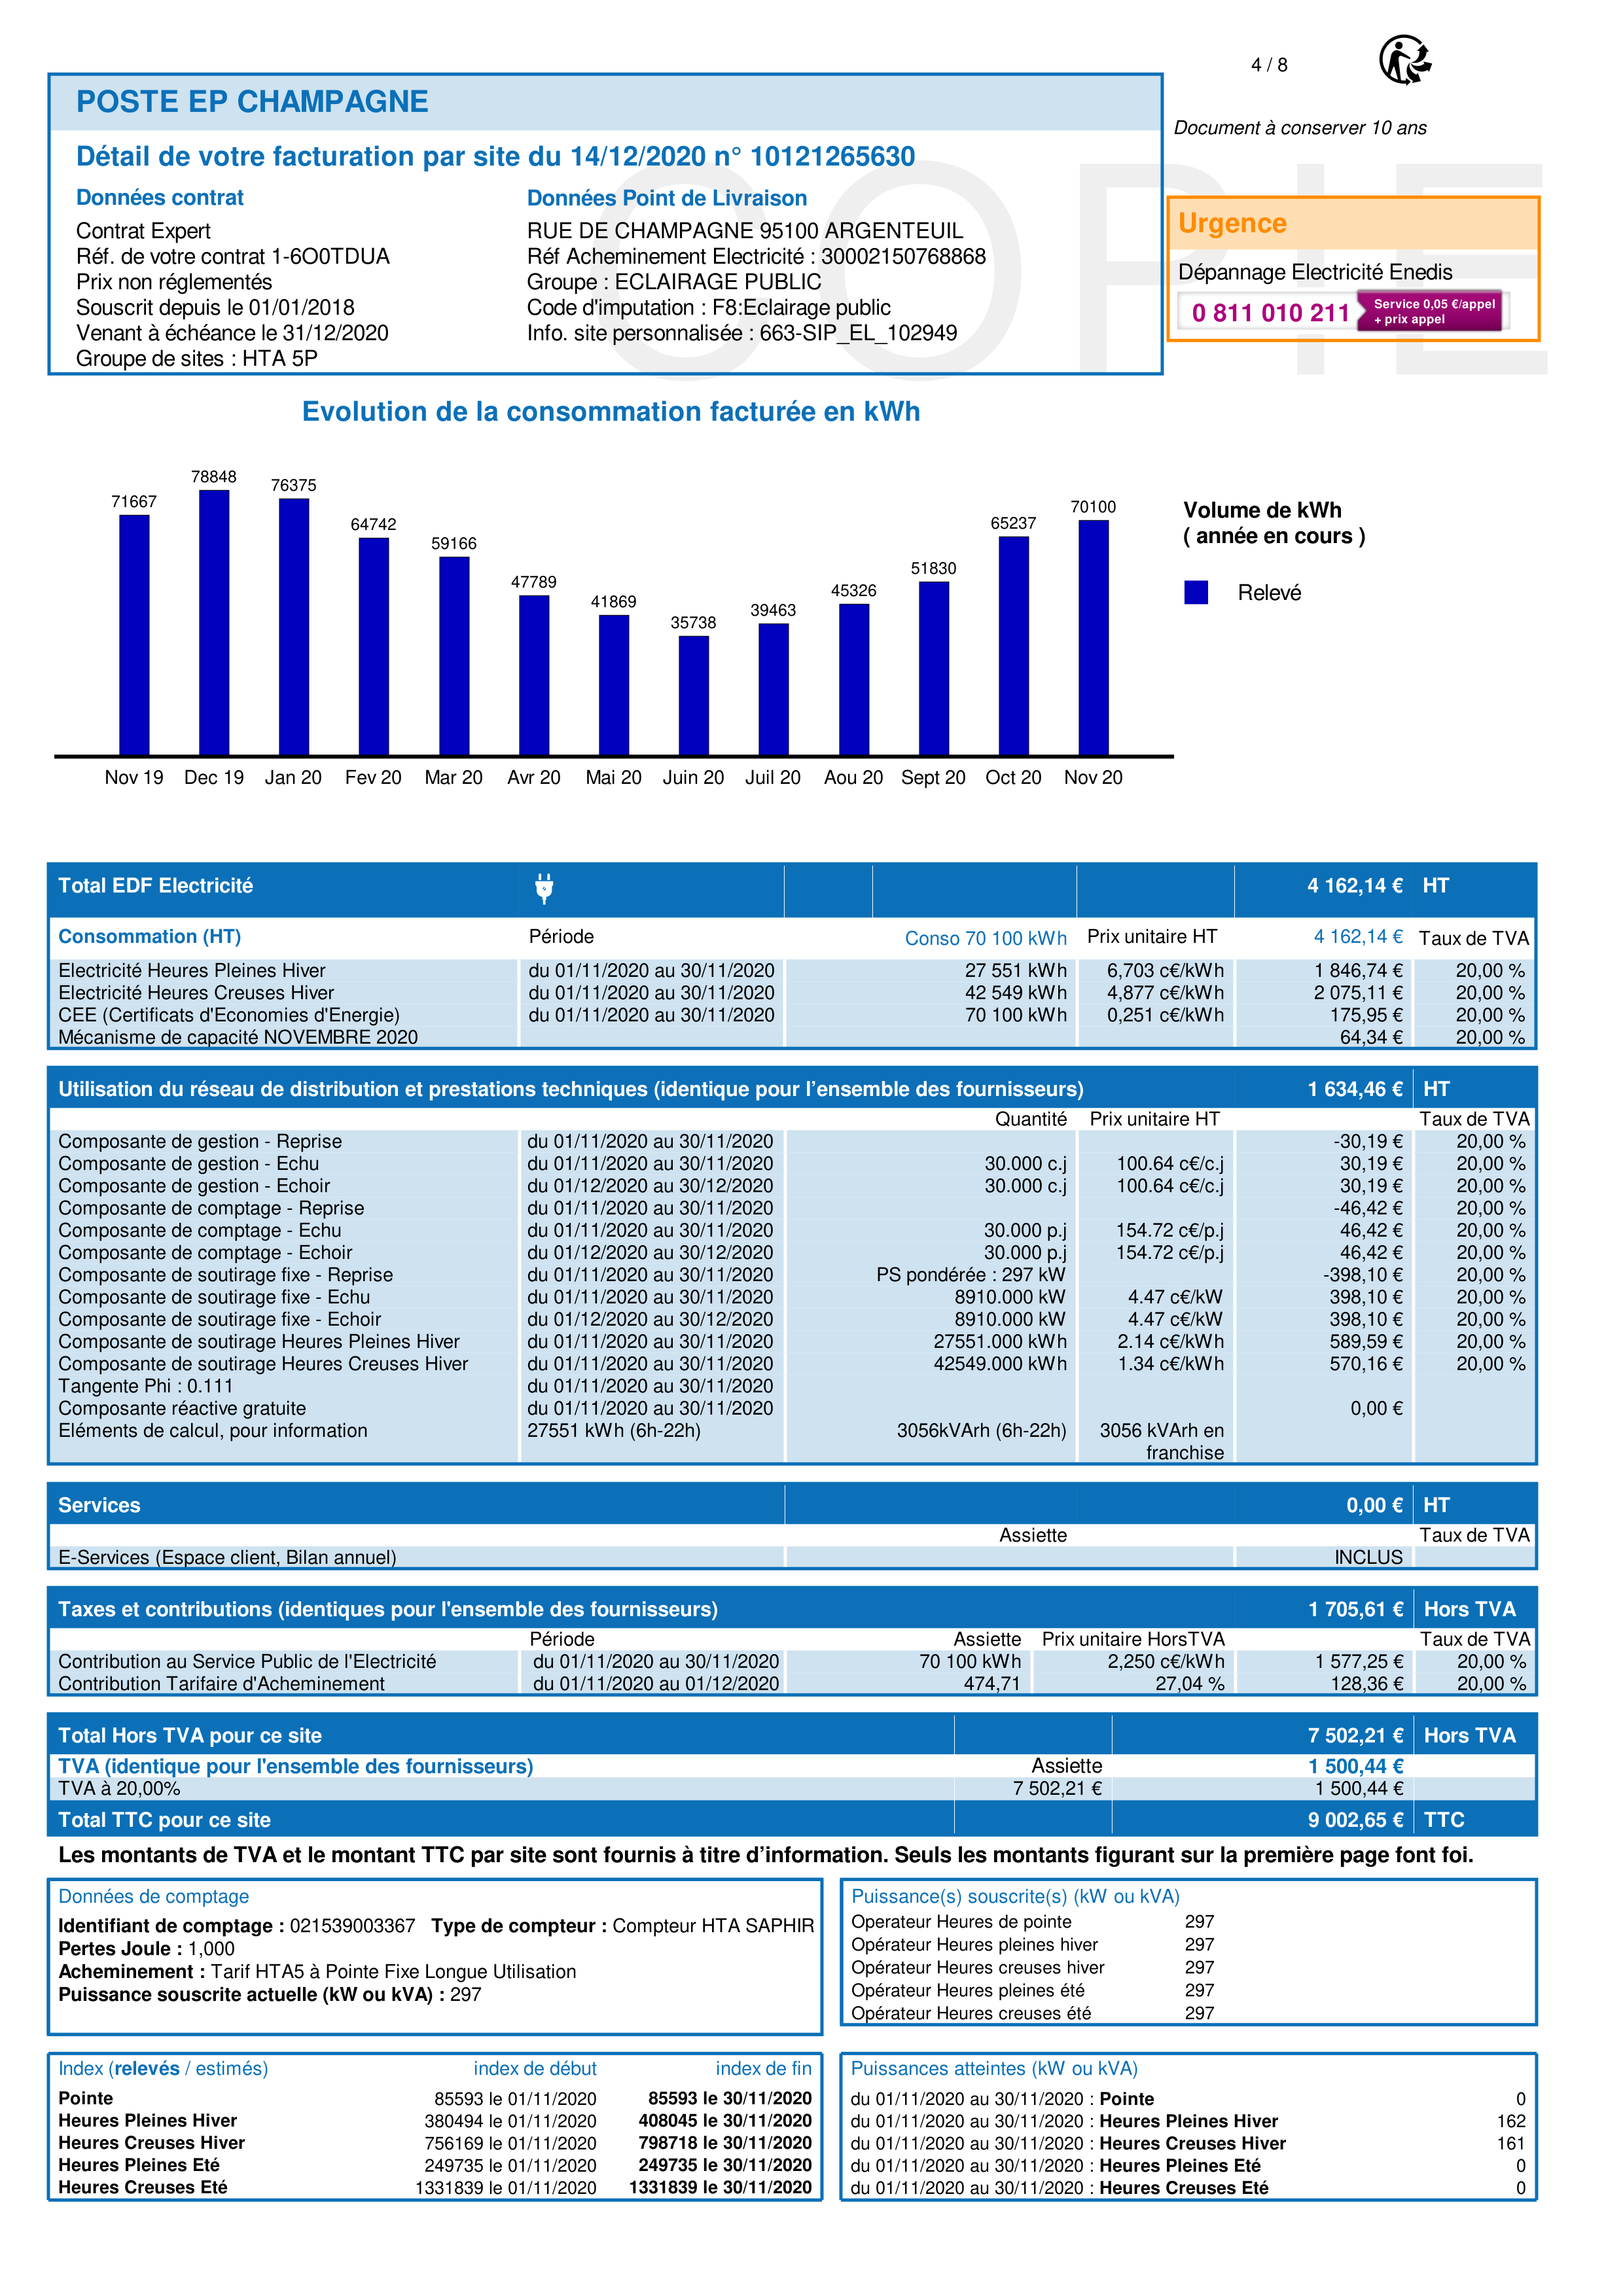 4 / 8
Document à conserver 10 ans
COPIE
POSTE EP CHAMPAGNE
Détail de votre facturation par site du 14/12/2020 n° 10121265630
Données contrat
Contrat Expert
Réf. de votre contrat 1-6O0TDUA
Prix non réglementés
Souscrit depuis le 01/01/2018
Venant à échéance le 31/12/2020
Groupe de sites : HTA 5P
Données Point de Livraison
RUE DE CHAMPAGNE 95100 ARGENTEUIL
Réf Acheminement Electricité : 30002150768868
Groupe : ECLAIRAGE PUBLIC
Code d'imputation : F8:Eclairage public
Info. site personnalisée : 663-SIP_EL_102949
Urgence
Dépannage Electricité Enedis
0 811 010 211 Service 0,05 €/appel
+ prix appel
Evolution de la consommation facturée en kWh
71667 78848 76375 64742 59166 47789 41869 35738 39463 45326 51830 65237 70100
Nov 19 Dec 19 Jan 20 Fev 20 Mar 20 Avr 20 Mai 20 Juin 20 Juil 20 Aou 20 Sept 20 Oct 20 Nov 20
Volume de kWh
( année en cours )
Relevé
Total EDF Electricité 4 162,14 € HT
Consommation (HT) Période Conso 70 100 kWh Prix unitaire HT 4 162,14 € Taux de TVA
Electricité Heures Pleines Hiver du 01/11/2020 au 30/11/2020 27 551 kWh 6,703 c€/kWh 1 846,74 € 20,00 %
Electricité Heures Creuses Hiver du 01/11/2020 au 30/11/2020 42 549 kWh 4,877 c€/kWh 2 075,11 € 20,00 %
CEE (Certificats d'Economies d'Energie) du 01/11/2020 au 30/11/2020 70 100 kWh 0,251 c€/kWh 175,95 € 20,00 %
Mécanisme de capacité NOVEMBRE 2020 64,34 € 20,00 %
Utilisation du réseau de distribution et prestations techniques (identique pour l’ensemble des fournisseurs) 1 634,46 € HT
Quantité Prix unitaire HT Taux de TVA
Composante de gestion - Reprise du 01/11/2020 au 30/11/2020 -30,19 € 20,00 %
Composante de gestion - Echu du 01/11/2020 au 30/11/2020 30.000 c.j 100.64 c€/c.j 30,19 € 20,00 %
Composante de gestion - Echoir du 01/12/2020 au 30/12/2020 30.000 c.j 100.64 c€/c.j 30,19 € 20,00 %
Composante de comptage - Reprise du 01/11/2020 au 30/11/2020 -46,42 € 20,00 %
Composante de comptage - Echu du 01/11/2020 au 30/11/2020 30.000 p.j 154.72 c€/p.j 46,42 € 20,00 %
Composante de comptage - Echoir du 01/12/2020 au 30/12/2020 30.000 p.j 154.72 c€/p.j 46,42 € 20,00 %
Composante de soutirage fixe - Reprise du 01/11/2020 au 30/11/2020 PS pondérée : 297 kW -398,10 € 20,00 %
Composante de soutirage fixe - Echu du 01/11/2020 au 30/11/2020 8910.000 kW 4.47 c€/kW 398,10 € 20,00 %
Composante de soutirage fixe - Echoir du 01/12/2020 au 30/12/2020 8910.000 kW 4.47 c€/kW 398,10 € 20,00 %
Composante de soutirage Heures Pleines Hiver du 01/11/2020 au 30/11/2020 27551.000 kWh 2.14 c€/kWh 589,59 € 20,00 %
Composante de soutirage Heures Creuses Hiver du 01/11/2020 au 30/11/2020 42549.000 kWh 1.34 c€/kWh 570,16 € 20,00 %
Tangente Phi : 0.111 du 01/11/2020 au 30/11/2020
Composante réactive gratuite du 01/11/2020 au 30/11/2020 0,00 €
Eléments de calcul, pour information 27551 kWh (6h-22h) 3056kVArh (6h-22h) 3056 kVArh en
franchise
Services 0,00 € HT
Assiette Taux de TVA
E-Services (Espace client, Bilan annuel) INCLUS
Taxes et contributions (identiques pour l'ensemble des fournisseurs) 1 705,61 € Hors TVA
Période Assiette Prix unitaire HorsTVA Taux de TVA
Contribution au Service Public de l'Electricité du 01/11/2020 au 30/11/2020 70 100 kWh 2,250 c€/kWh 1 577,25 € 20,00 %
Contribution Tarifaire d'Acheminement du 01/11/2020 au 01/12/2020 474,71 27,04 % 128,36 € 20,00 %
Total Hors TVA pour ce site 7 502,21 € Hors TVA
TVA (identique pour l'ensemble des fournisseurs) Assiette 1 500,44 €
TVA à 20,00% 7 502,21 € 1 500,44 €
Total TTC pour ce site 9 002,65 € TTC
Les montants de TVA et le montant TTC par site sont fournis à titre d’information. Seuls les montants figurant sur la première page font foi.
Données de comptage
Identifiant de comptage : 021539003367 Type de compteur : Compteur HTA SAPHIR
Pertes Joule : 1,000
Acheminement : Tarif HTA5 à Pointe Fixe Longue Utilisation
Puissance souscrite actuelle (kW ou kVA) : 297
Puissance(s) souscrite(s) (kW ou kVA)
Operateur Heures de pointe 297
Opérateur Heures pleines hiver 297
Opérateur Heures creuses hiver 297
Opérateur Heures pleines été 297
Opérateur Heures creuses été 297
Index (relevés / estimés) index de début index de fin
Pointe 85593 le 01/11/2020 85593 le 30/11/2020
Heures Pleines Hiver 380494 le 01/11/2020 408045 le 30/11/2020
Heures Creuses Hiver 756169 le 01/11/2020 798718 le 30/11/2020
Heures Pleines Eté 249735 le 01/11/2020 249735 le 30/11/2020
Heures Creuses Eté 1331839 le 01/11/2020 1331839 le 30/11/2020
Puissances atteintes (kW ou kVA)
du 01/11/2020 au 30/11/2020 : Pointe 0
du 01/11/2020 au 30/11/2020 : Heures Pleines Hiver 162
du 01/11/2020 au 30/11/2020 : Heures Creuses Hiver 161
du 01/11/2020 au 30/11/2020 : Heures Pleines Eté 0
du 01/11/2020 au 30/11/2020 : Heures Creuses Eté 0